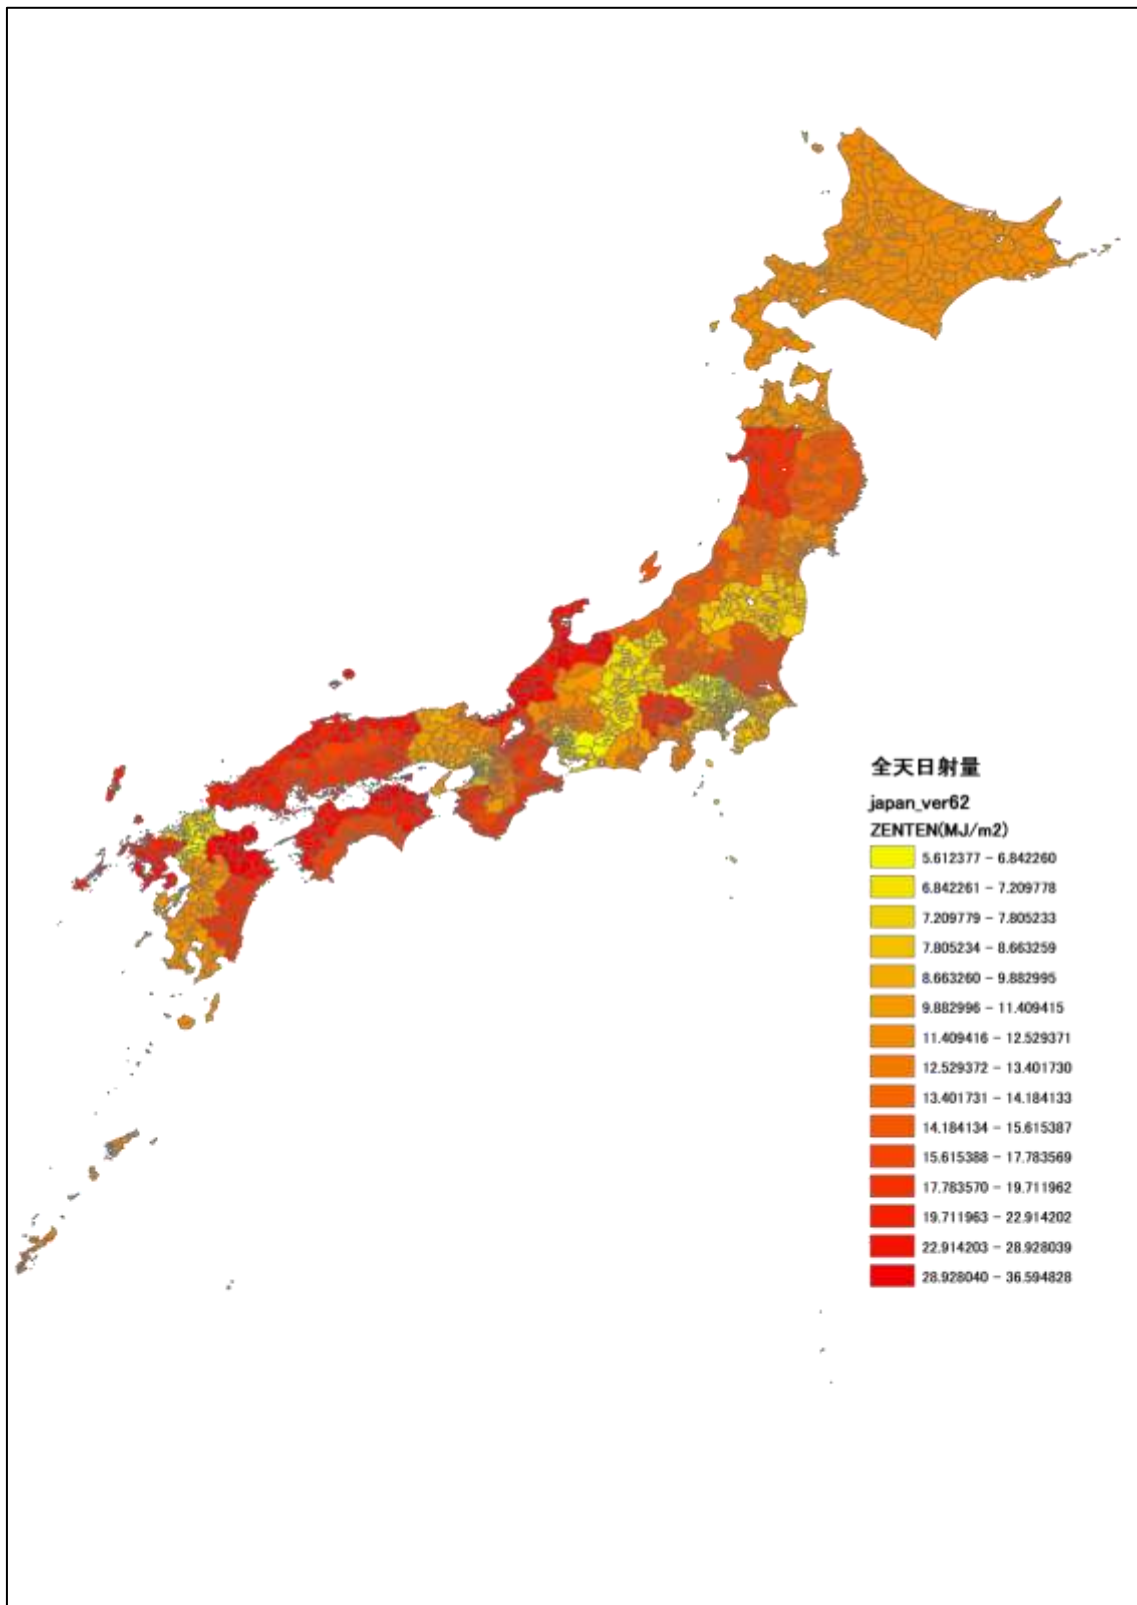 全天日射量
japan_ver62
ZENTEN(MJ/m2)
5.612377 - 6.842260
6.842261 - 7.209778
7.209779 - 7.805233
7.805234 - 8.663259
8.663260 - 9.882995
9.882996 - 11.409415
11.409416 - 12.529371
12.529372 - 13.401730
13.401731 - 14.184133
14.184134 - 15.615387
15.615388 - 17.783569
17.783570 - 19.711962
19.711963 - 22.914202
22.914203 - 28.928039
28.928040 - 36.594828